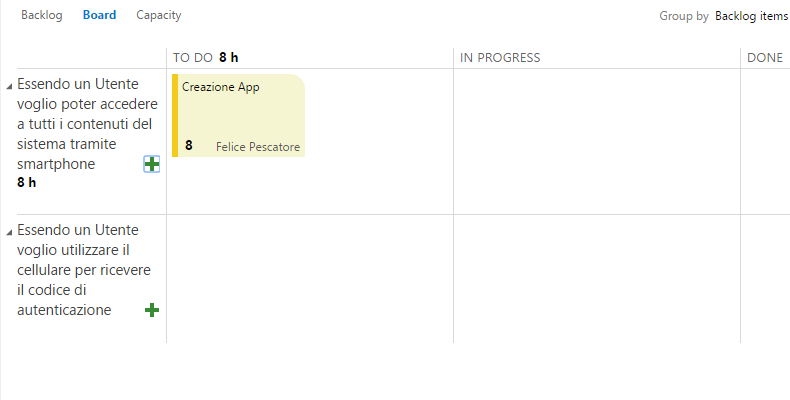 Backlog Board Capacity Group by Backlog items
TO DO 8 h IN PROGRESS DONE
Essendo un Utente
voglio poter accedere
a tutti i contenuti del
sistema tramite
smartphone
8 h
Creazione App
8 Felice Pescatore
Essendo un Utente
voglio utilizzare il
cellulare per ricevere
il codice di
autenticazione